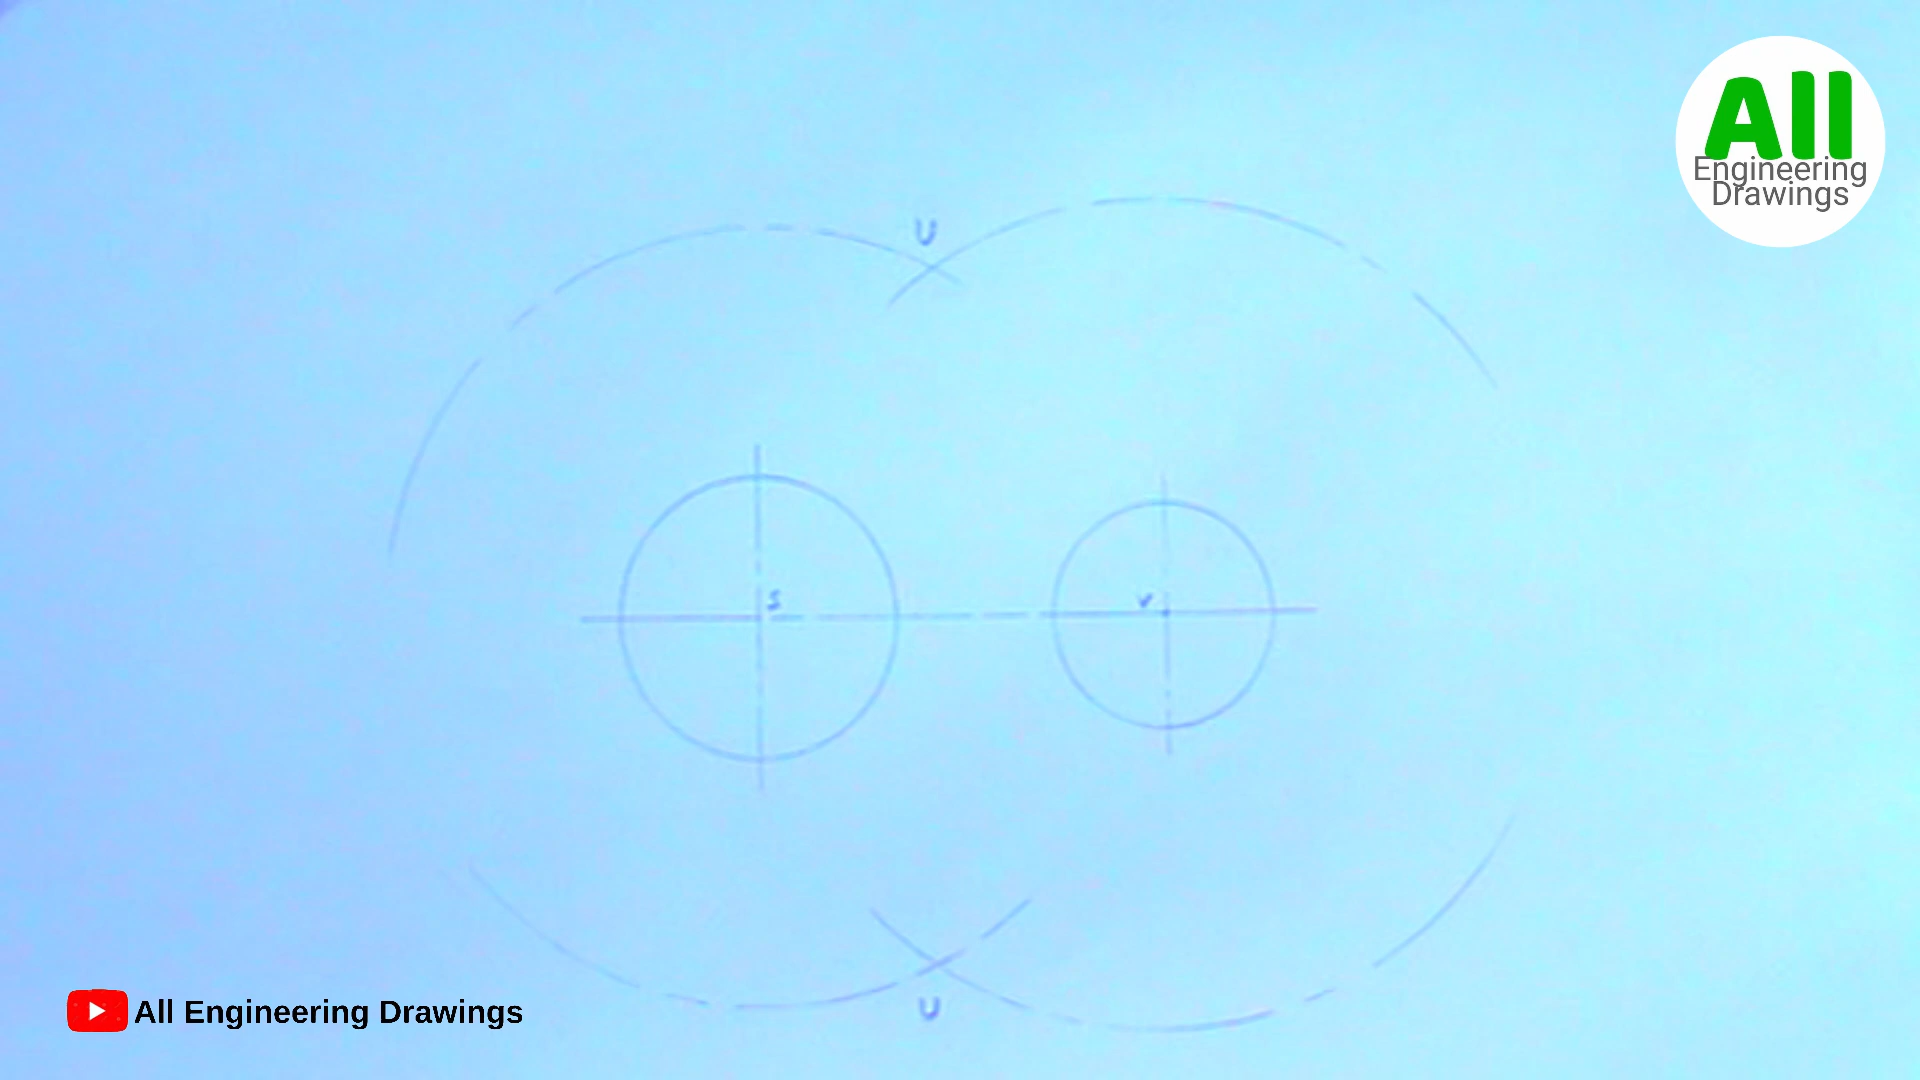 All
Engineering
Drawings
U
S
V
U
All Engineering Drawings